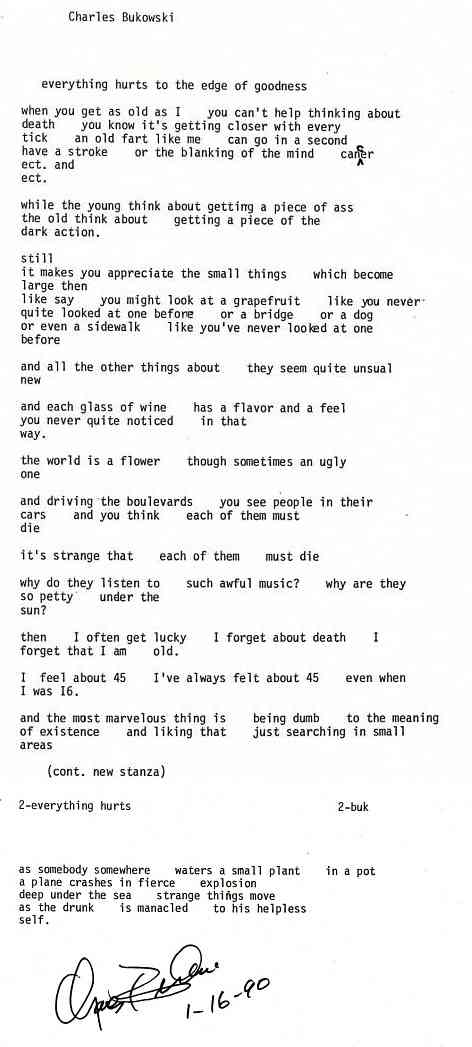 Charles Bukowski
everything hurts to the edge of goodness
when you get as old as I you can't help thinking about
death you know it's getting closer with every
tick an old fart like me can go in a second
have a stroke or the blanking of the mind cancer
ect. and
ect.
while the young think about getting a piece of ass
the old think about getting a piece of the
dark action.
still
it makes you appreciate the small things which become
large then
like say you might look at a grapefruit like you never
quite looked at one before or a bridge or a dog
or even a sidewalk like you've never looked at one
before
and all the other things about they seem quite unsual
new
and each glass of wine has a flavor and a feel
you never quite noticed in that
way.
the world is a flower though sometimes an ugly
one
and driving the boulevards you see people in their
cars and you think each of them must
die
it's strange that each of them must die
why do they listen to such awful music? why are they
so petty under the
sun?
then I often get lucky I forget about death I
forget that I am old.
I feel about 45 I've always felt about 45 even when
I was I6.
and the most marvelous thing is being dumb to the meaning
of existence and liking that just searching in small
areas
(cont. new stanza)
2-everything hurts 2-buk
as somebody somewhere waters a small plant in a pot
a plane crashes in fierce explosion
deep under the sea strange things move
as the drunk is manacled to his helpless
self.
1-16-90